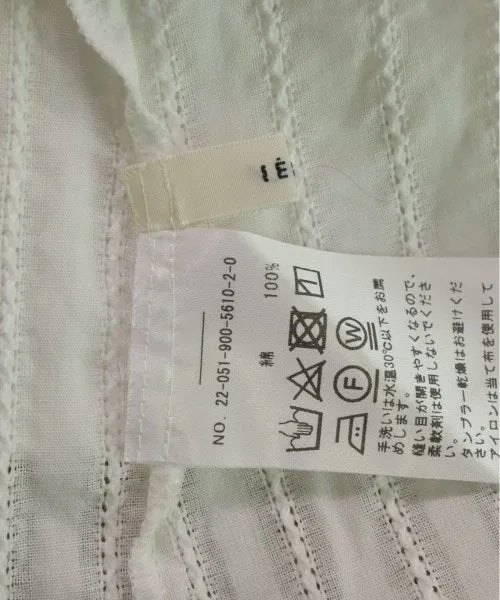 IÉ
NO. 22-051-900-5610-2-0
綿 100%
F W
手洗いは水温30℃以下をお薦
めします。
縫い目が開きやすくなるので、
柔軟剤は使用しないでくださ
い。
タンブラー乾燥はお避けくだ
さい。
アイロンは当て布を使用して